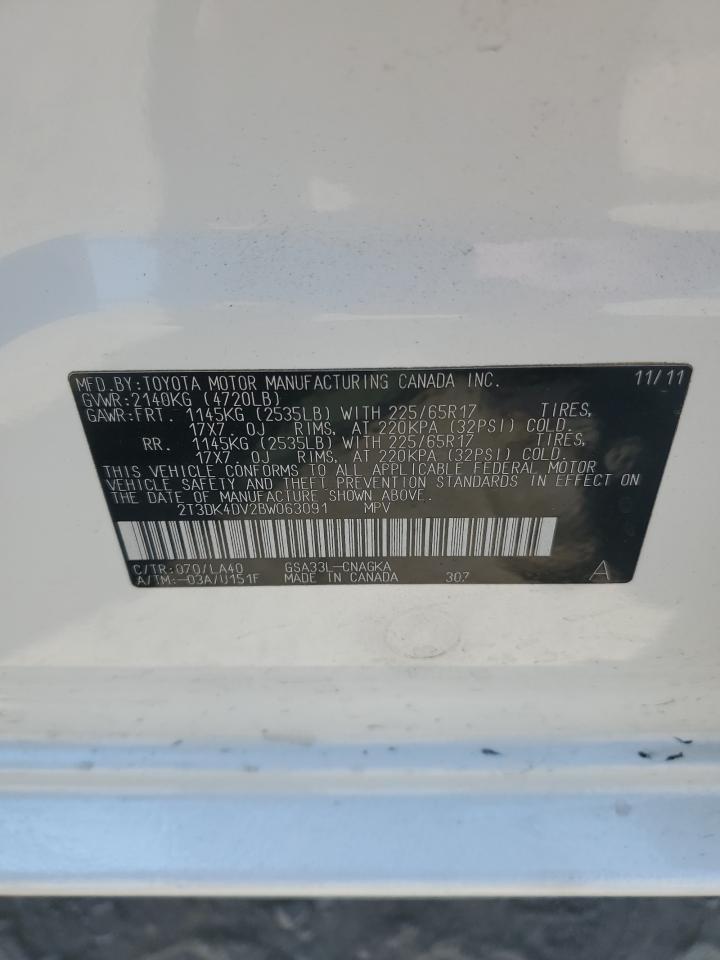 MFD.BY:TOYOTA MOTOR MANUFACTURING CANADA INC. 11/11
GVWR:2140KG (4720LB)
GAWR:FRT. 1145KG (2535LB) WITH 225/65R17 TIRES,
17X7. 0J RIMS, AT 220KPA (32PSI) COLD.
RR. 1145KG (2535LB) WITH 225/65R17 TIRES,
17X7. 0J RIMS, AT 220KPA (32PSI) COLD.
THIS VEHICLE CONFORMS TO ALL APPLICABLE FEDERAL MOTOR
VEHICLE SAFETY AND THEFT PREVENTION STANDARDS IN EFFECT ON
THE DATE OF MANUFACTURE SHOWN ABOVE.
2T3DK4DV2BW063091 MPV
C/TR:070/LA40 GSA33L-CNAGKA
A/TM:-03A/U151F MADE IN CANADA 307 A